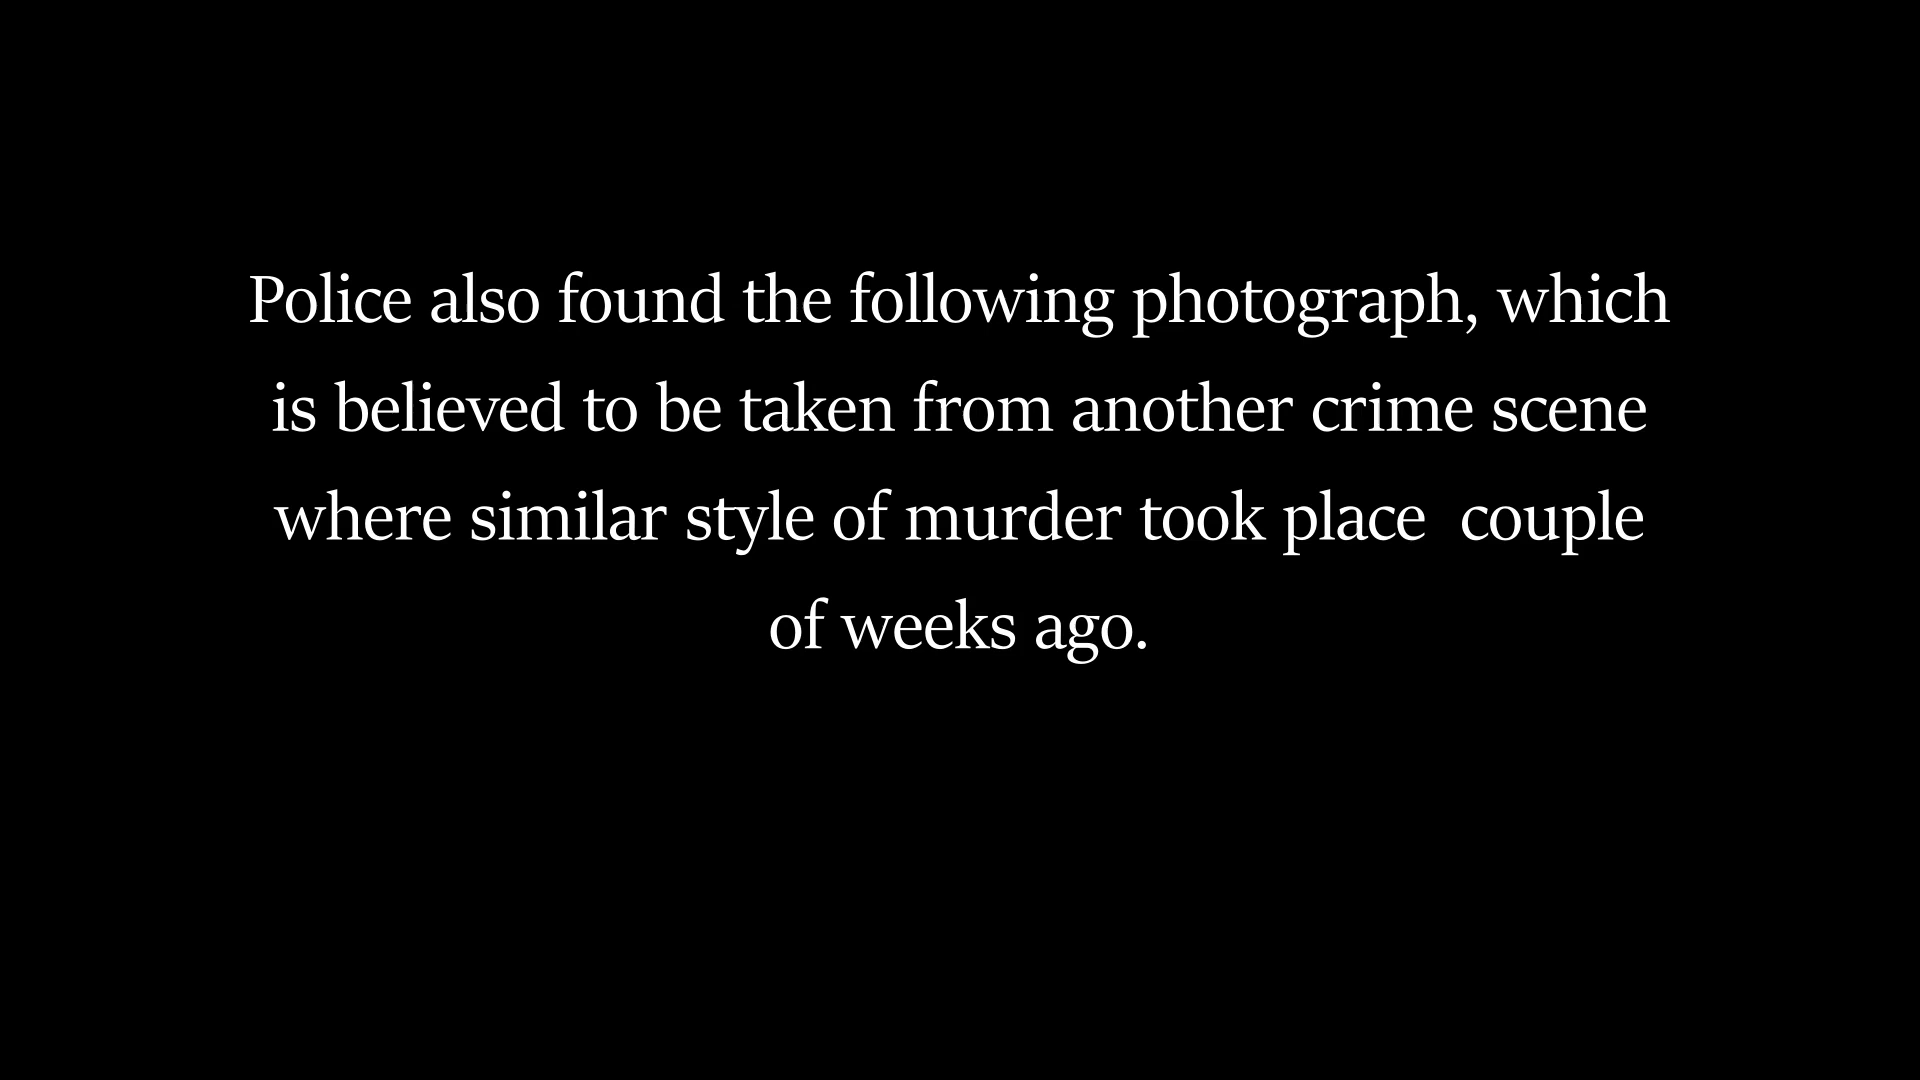 Police also found the following photograph, which
is believed to be taken from another crime scene
where similar style of murder took place  couple
of weeks ago.